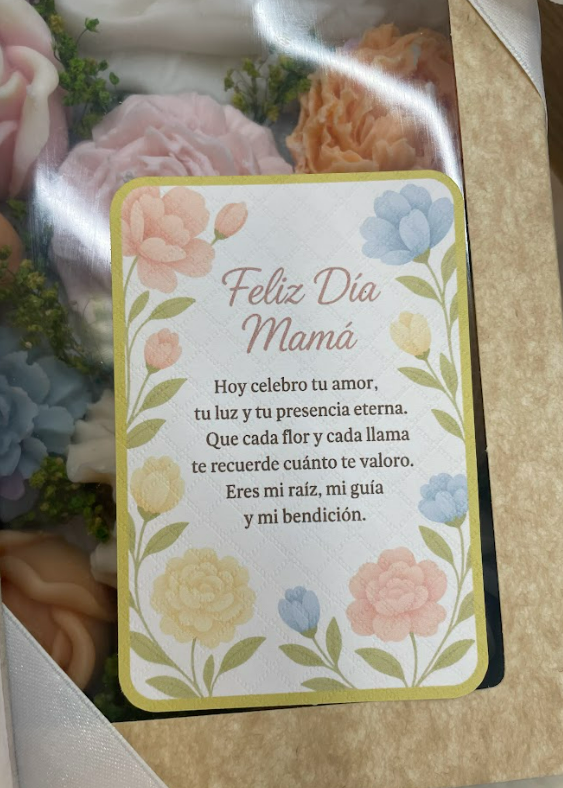 Feliz Día
Mamá
Hoy celebro tu amor,
tu luz y tu presencia eterna.
Que cada flor y cada llama
te recuerde cuánto te valoro.
Eres mi raíz, mi guía
y mi bendición.